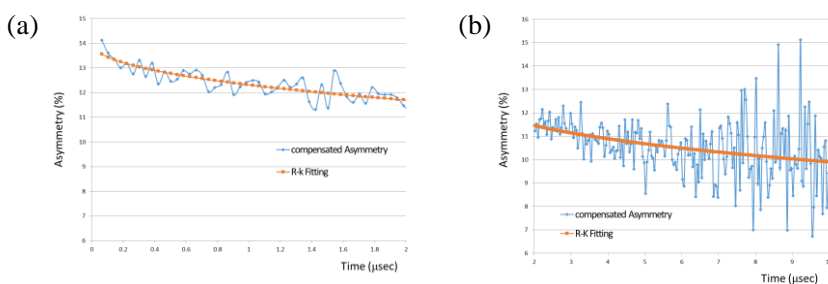 (a)
15
14
13
12
11
10
9
8
7
6
Asymmetry (%)
compensated Asymmetry
R-k Fitting
0 0.2 0.4 0.6 0.8 1 1.2 1.4 1.6 1.8 2
Time (μsec)
(b)
16
15
14
13
12
11
10
9
8
7
6
Asymmetry (%)
compensated Asymmetry
R-K Fitting
2 3 4 5 6 7 8 9 1
Time (μsec)